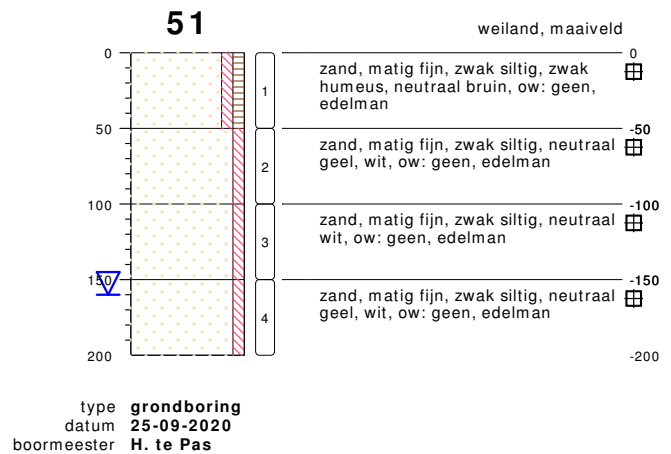 51
weiland, maaiveld
0
0
zand, matig fijn, zwak siltig, zwak
humeus, neutraal bruin, ow: geen,
edelman
1
50
-50
zand, matig fijn, zwak siltig, neutraal
geel, wit, ow: geen, edelman
2
100
-100
zand, matig fijn, zwak siltig, neutraal
wit, ow: geen, edelman
3
150
-150
zand, matig fijn, zwak siltig, neutraal
geel, wit, ow: geen, edelman
4
200
-200
type grondboring
datum 25-09-2020
boormeester H. te Pas